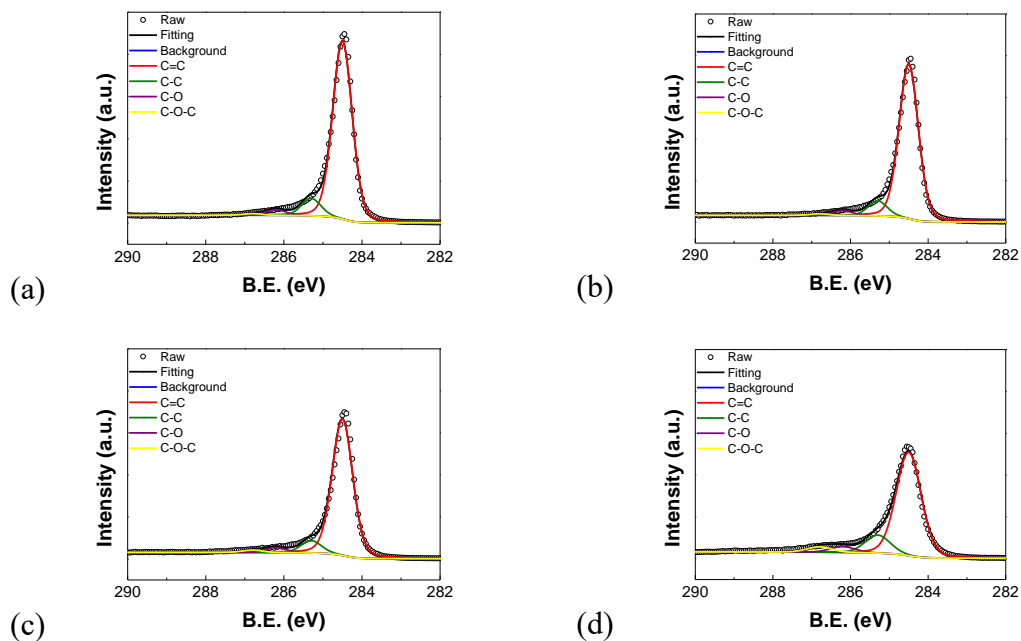 Raw
Fitting
Background
C=C
C-C
C-O
C-O-C
Intensity (a.u.)
290 288 286 284 282
B.E. (eV)
(a)
Raw
Fitting
Background
C=C
C-C
C-O
C-O-C
Intensity (a.u.)
290 288 286 284 282
B.E. (eV)
(b)
Raw
Fitting
Background
C=C
C-C
C-O
C-O-C
Intensity (a.u.)
290 288 286 284 282
B.E. (eV)
(c)
Raw
Fitting
Background
C=C
C-C
C-O
C-O-C
Intensity (a.u.)
290 288 286 284 282
B.E. (eV)
(d)